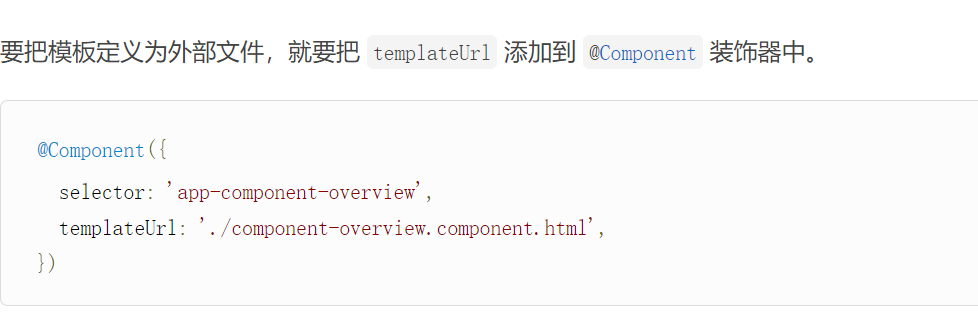 要把模板定义为外部文件，就要把 templateUrl 添加到 @Component 装饰器中。
@Component({
  selector: 'app-component-overview',
  templateUrl: './component-overview.component.html',
})